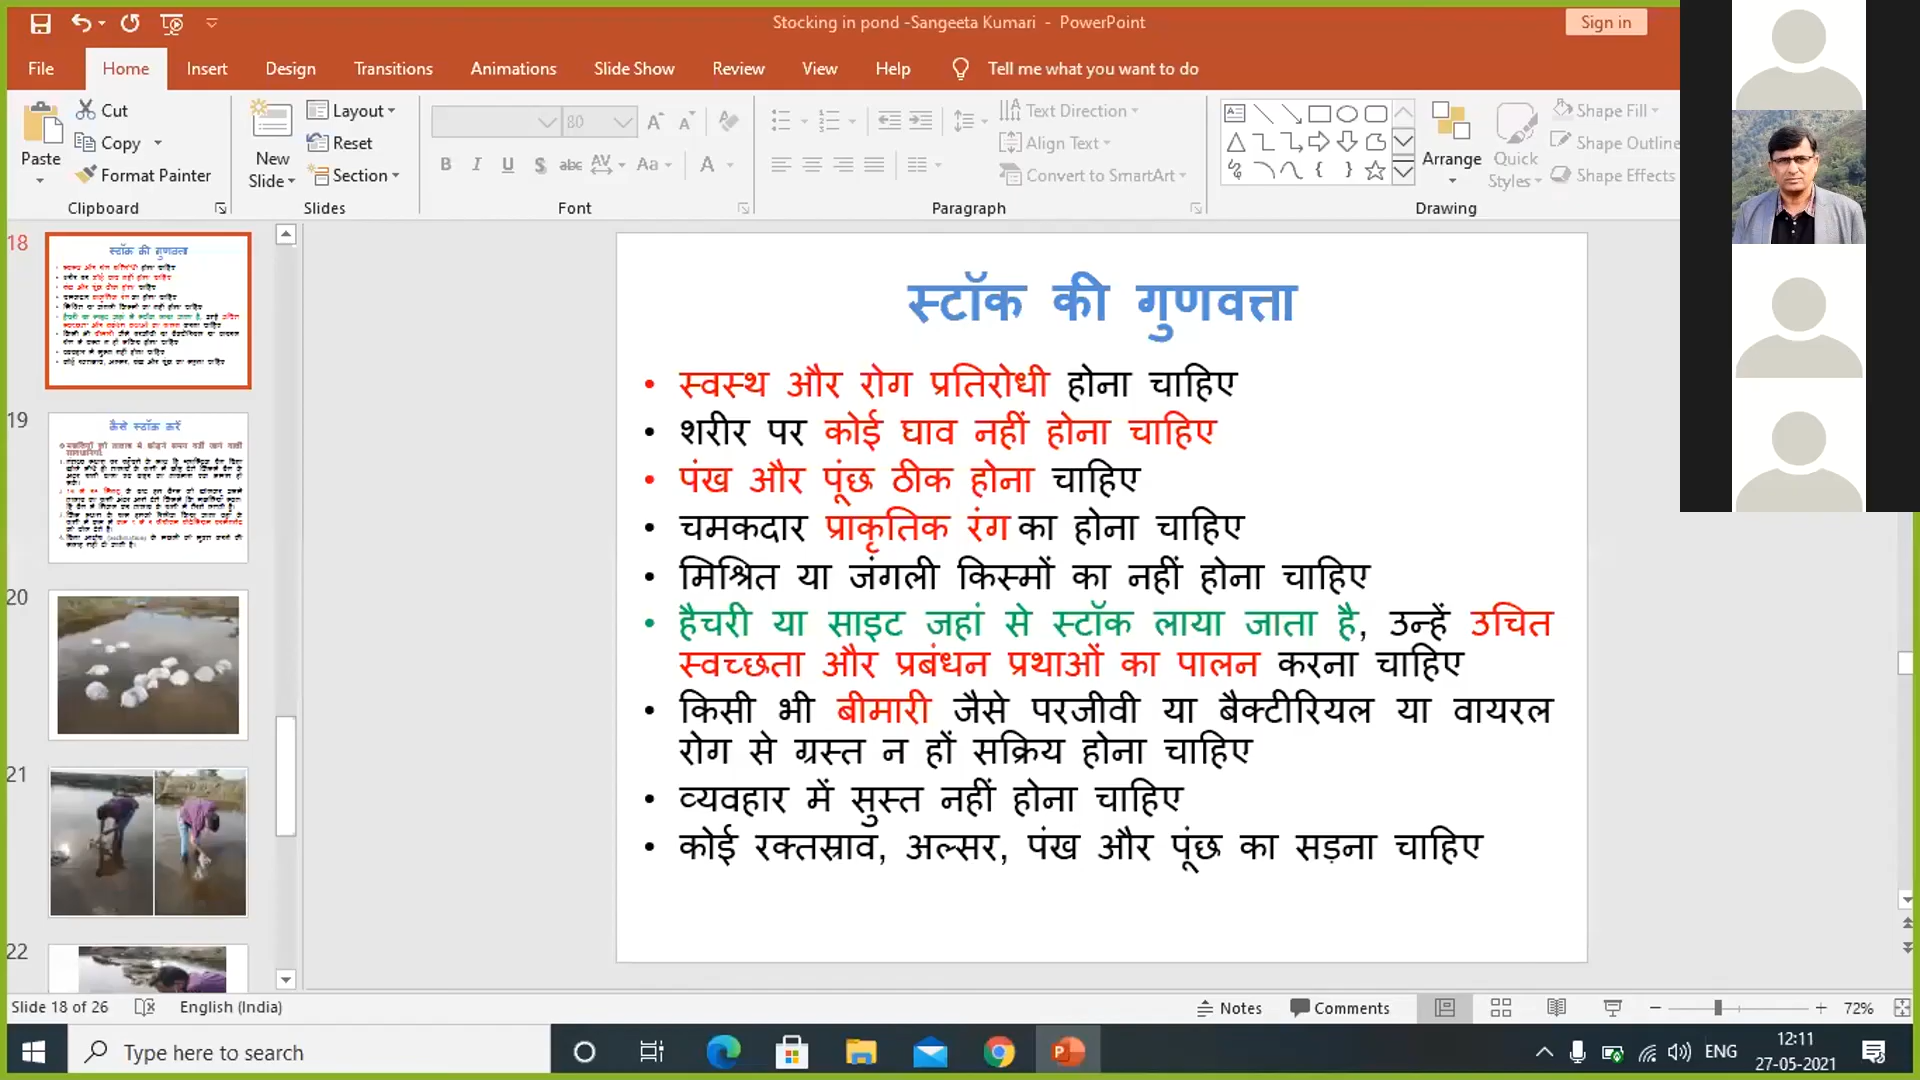 Stocking in pond -Sangeeta Kumari - PowerPoint
Sign in
File Home Insert Design Transitions Animations Slide Show Review View Help Tell me what you want to do
Cut
Copy
Format Painter
Paste
Clipboard
New Slide
Layout
Reset
Section
Slides
80
Font
Text Direction
Align Text
Convert to SmartArt
Paragraph
Arrange
Quick Styles
Shape Fill
Shape Outline
Shape Effects
Drawing
18
स्टॉक की गुणवत्ता
19
कैसे स्टॉक करें
20
21
22
स्टॉक की गुणवत्ता
• स्वस्थ और रोग प्रतिरोधी होना चाहिए
• शरीर पर कोई घाव नहीं होना चाहिए
• पंख और पूंछ ठीक होना चाहिए
• चमकदार प्राकृतिक रंग का होना चाहिए
• मिश्रित या जंगली किस्मों का नहीं होना चाहिए
• हैचरी या साइट जहां से स्टॉक लाया जाता है, उन्हें उचित
स्वच्छता और प्रबंधन प्रथाओं का पालन करना चाहिए
• किसी भी बीमारी जैसे परजीवी या बैक्टीरियल या वायरल
रोग से ग्रस्त न हों सक्रिय होना चाहिए
• व्यवहार में सुस्त नहीं होना चाहिए
• कोई रक्तस्राव, अल्सर, पंख और पूंछ का सड़ना चाहिए
Slide 18 of 26 English (India) Notes Comments 72%
Type here to search
ENG
12:11
27-05-2021